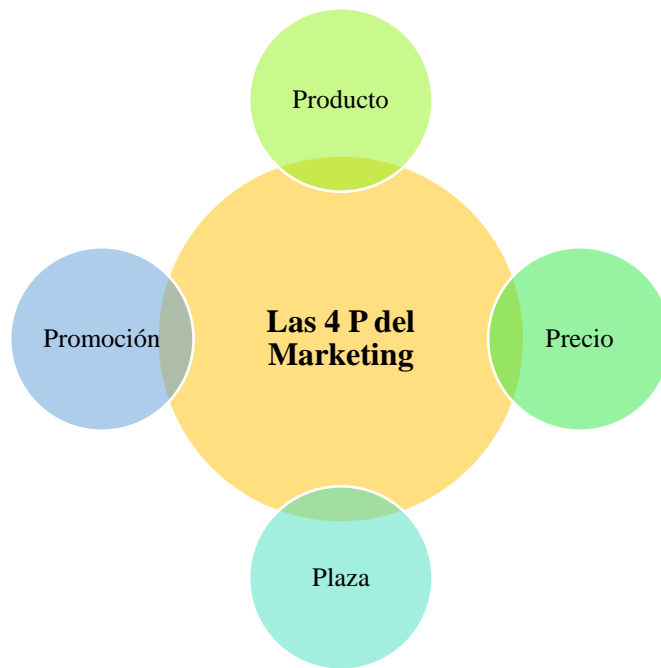 Producto
Promoción
Las 4 P del
Marketing
Precio
Plaza